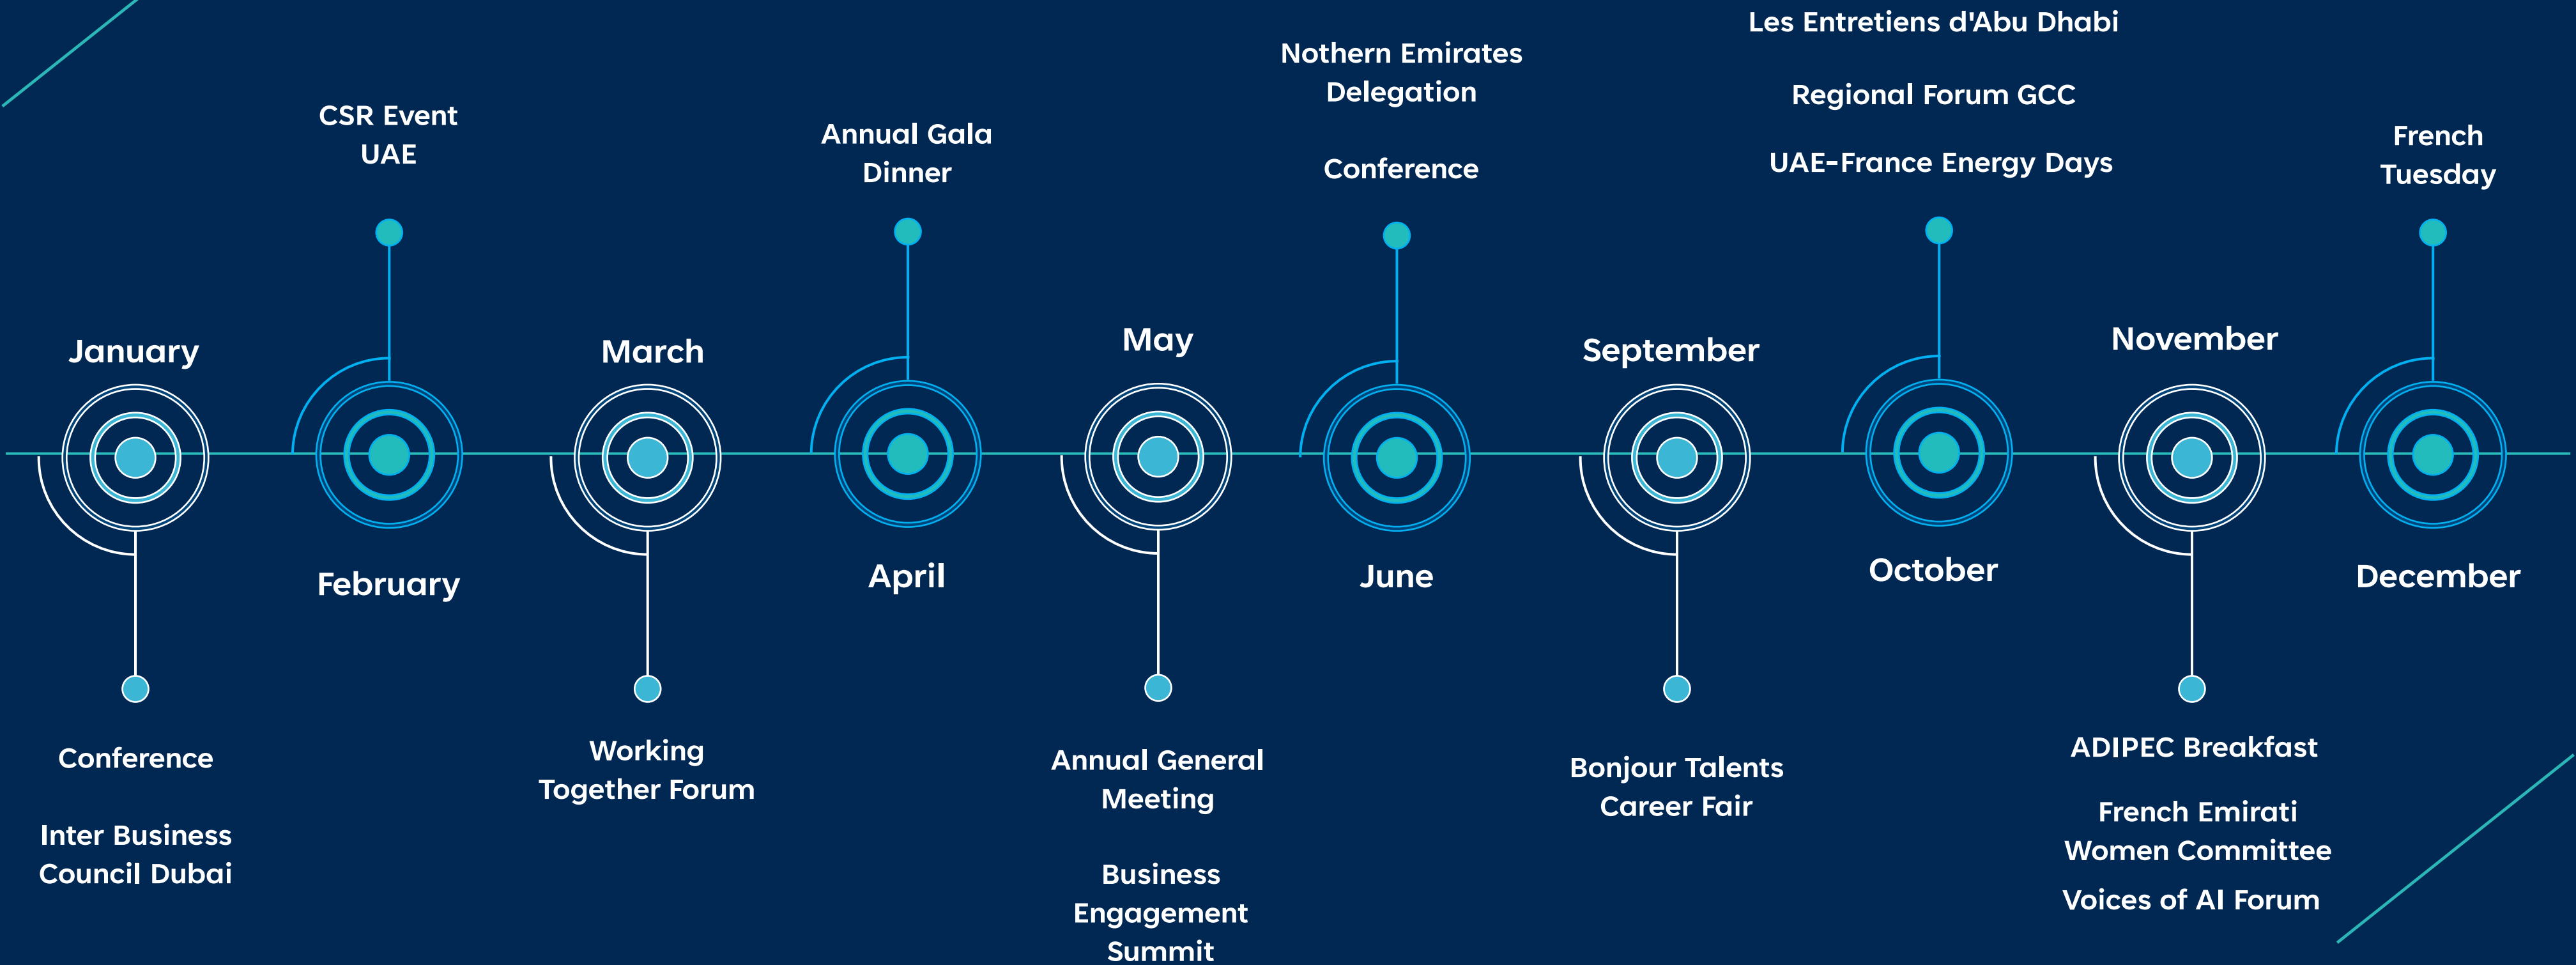 January
Conference
Inter Business
Council Dubai
CSR Event
UAE
February
March
Working
Together Forum
Annual Gala
Dinner
April
May
Annual General
Meeting
Business
Engagement
Summit
Nothern Emirates
Delegation
Conference
June
September
Bonjour Talents
Career Fair
Les Entretiens d'Abu Dhabi
Regional Forum GCC
UAE-France Energy Days
October
November
ADIPEC Breakfast
French Emirati
Women Committee
Voices of AI Forum
French
Tuesday
December